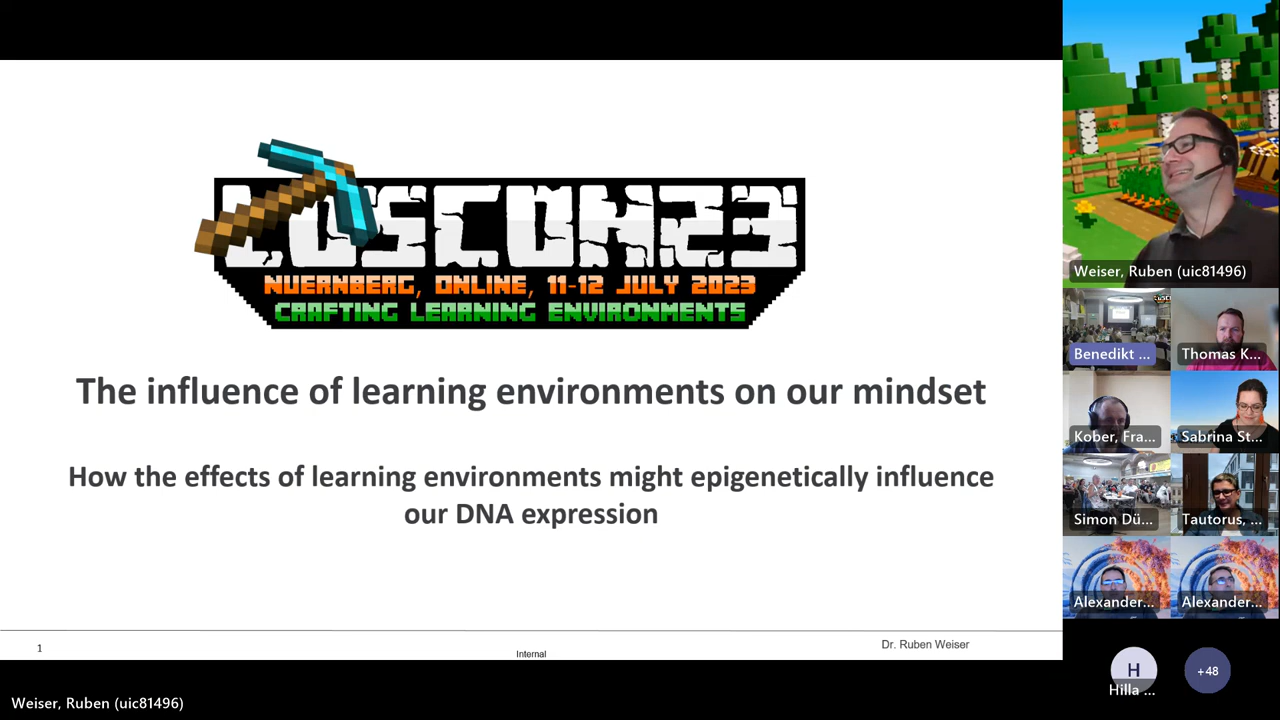 LOSCON23
NUERNBERG, ONLINE, 11-12 JULY 2023
CRAFTING LEARNING ENVIRONMENTS
The influence of learning environments on our mindset
How the effects of learning environments might epigenetically influence
our DNA expression
1
Internal
Dr. Ruben Weiser
Weiser, Ruben (uic81496)
Weiser, Ruben (uic81496)
Benedikt ...
Thomas K...
Kober, Fra...
Sabrina St...
Simon Dü...
Tautorus, ...
Alexander...
Alexander...
H
Hilla ...
+48